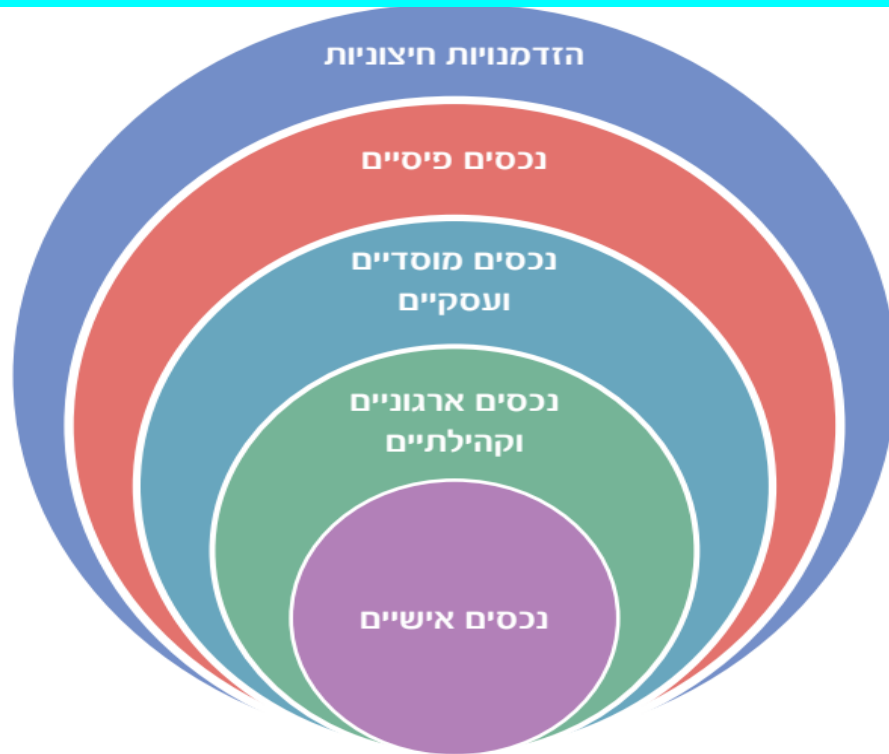 הזדמנויות חיצוניות
נכסים פיסיים
נכסים מוסדיים
ועסקיים
נכסים ארגוניים
וקהילתיים
נכסים אישיים